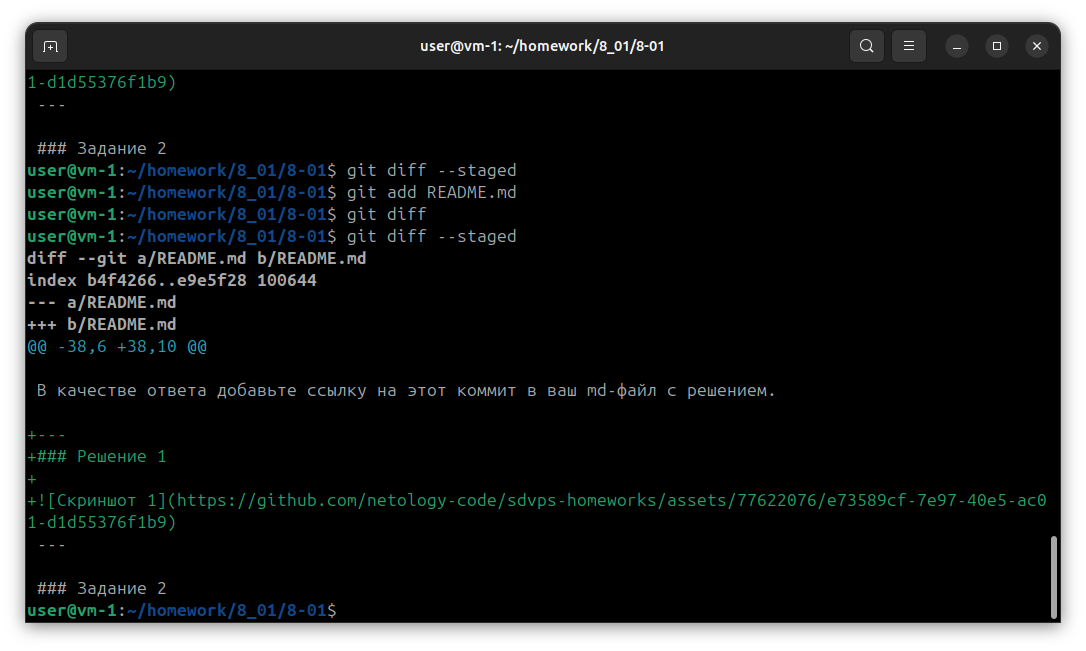 user@vm-1: ~/homework/8_01/8-01
1-d1d55376f1b9)
 ---
 ### Задание 2
user@vm-1:~/homework/8_01/8-01$ git diff --staged
user@vm-1:~/homework/8_01/8-01$ git add README.md
user@vm-1:~/homework/8_01/8-01$ git diff
user@vm-1:~/homework/8_01/8-01$ git diff --staged
diff --git a/README.md b/README.md
index b4f4266..e9e5f28 100644
--- a/README.md
+++ b/README.md
@@ -38,6 +38,10 @@
 В качестве ответа добавьте ссылку на этот коммит в ваш md-файл с решением.
+---
+### Решение 1
+
+![Скриншот 1](https://github.com/netology-code/sdvps-homeworks/assets/77622076/e73589cf-7e97-40e5-ac0
1-d1d55376f1b9)
 ---
 ### Задание 2
user@vm-1:~/homework/8_01/8-01$